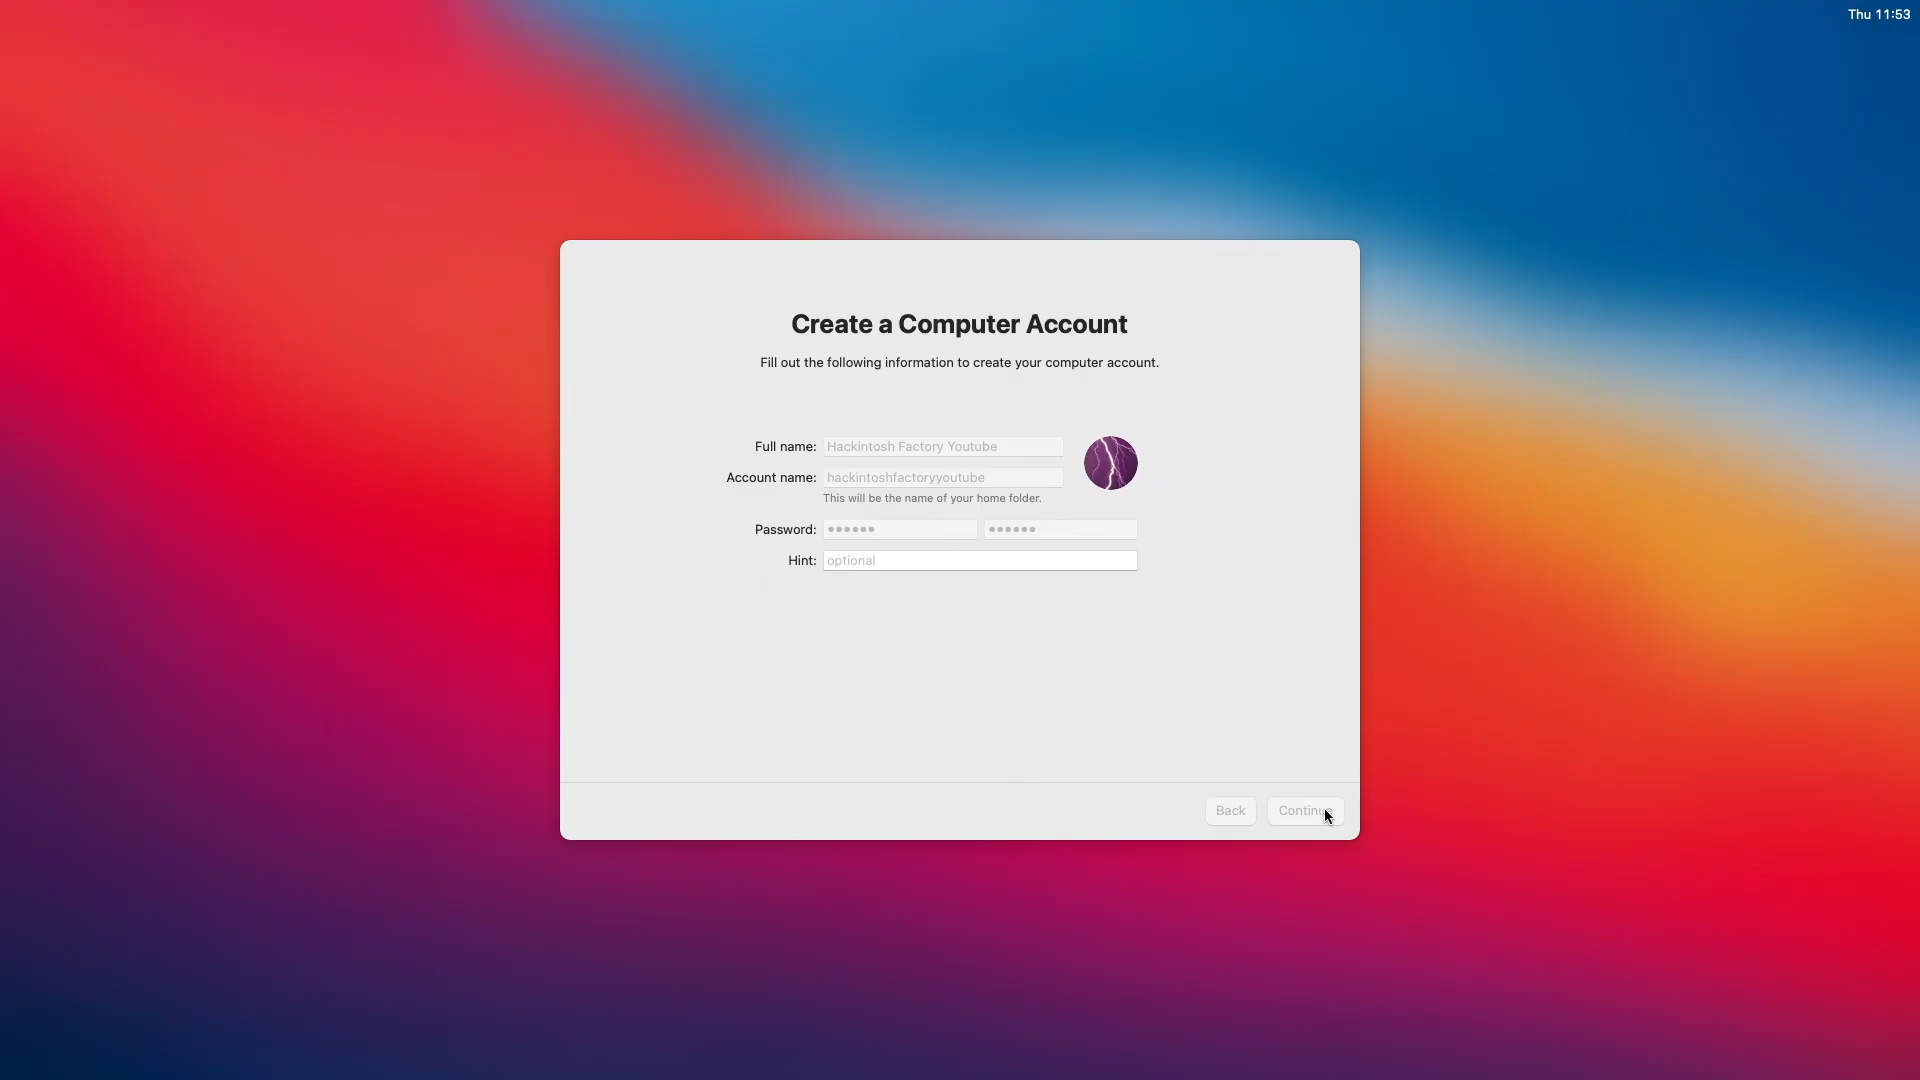 Thu 11:53
Create a Computer Account
Fill out the following information to create your computer account.
Full name: Hackintosh Factory Youtube
Account name: hackintoshfactoryyoutube
This will be the name of your home folder.
Password: •••••• ••••••
Hint: optional
Back Continue